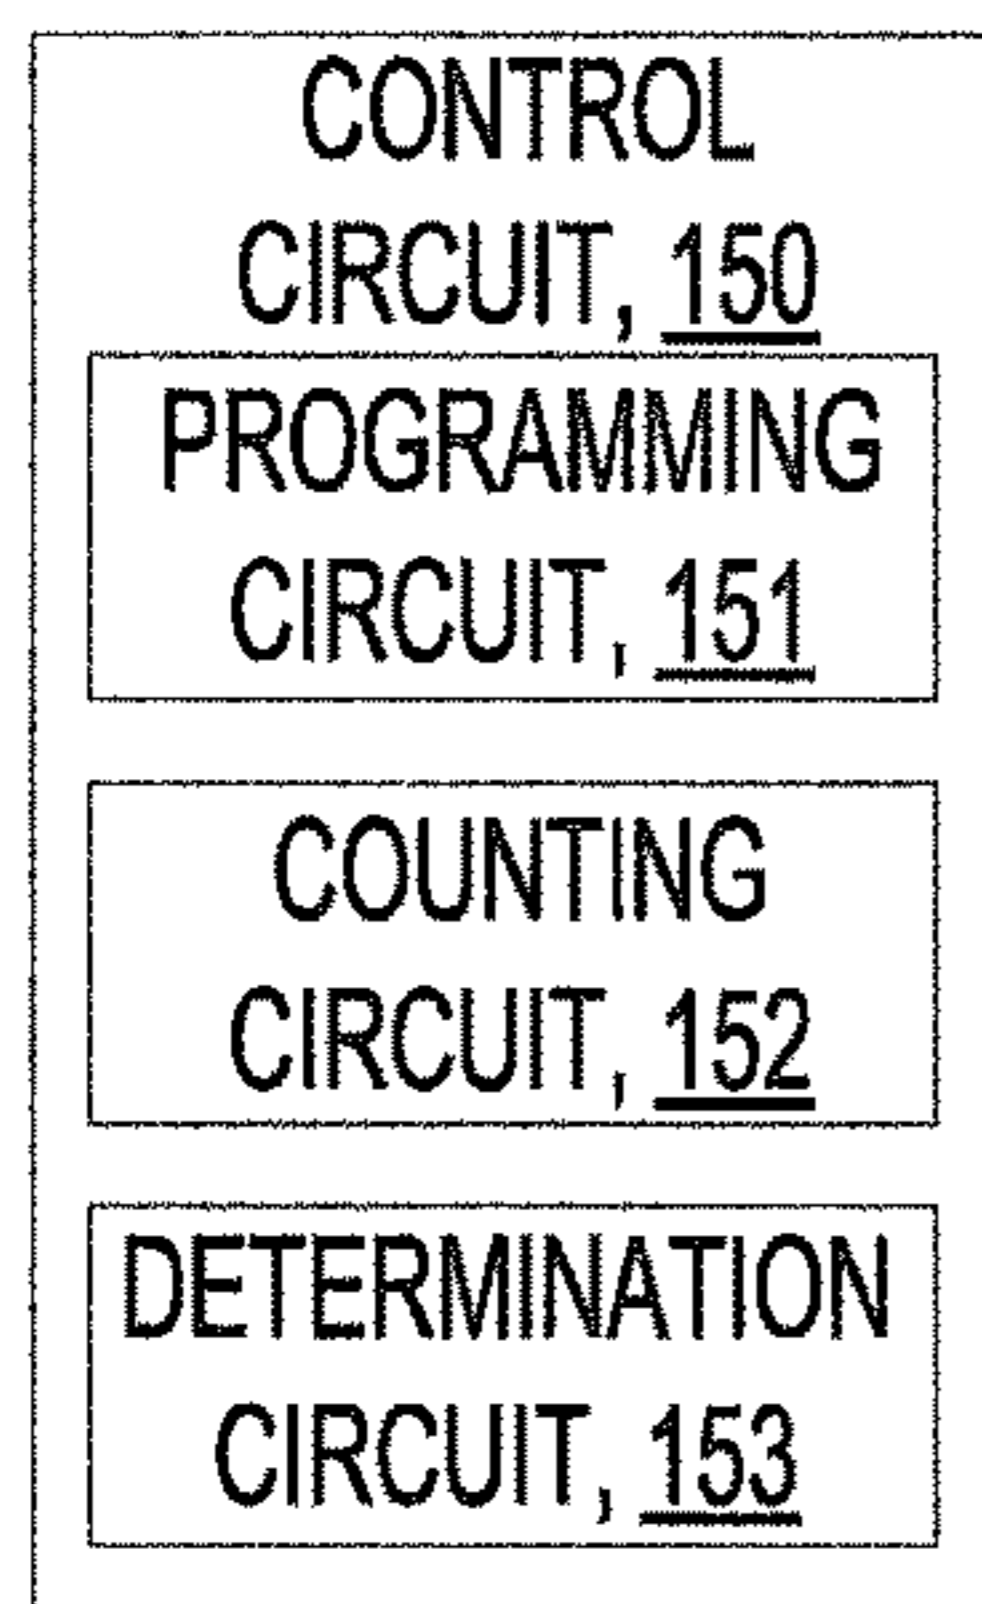 CONTROL
CIRCUIT, 150
PROGRAMMING
CIRCUIT, 151
COUNTING
CIRCUIT, 152
DETERMINATION
CIRCUIT, 153